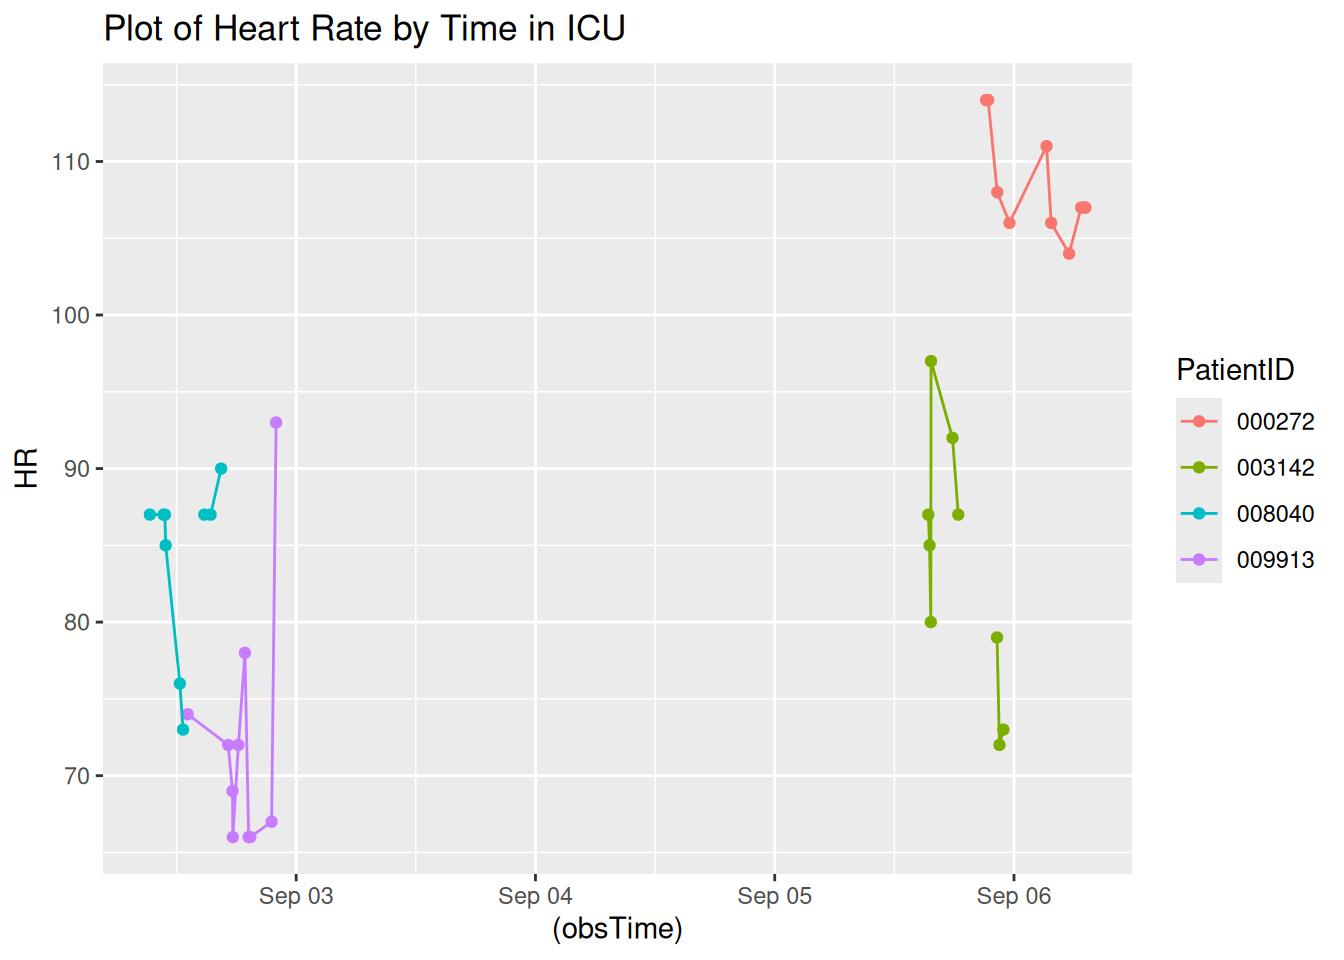 Plot of Heart Rate by Time in ICU
HR
110
100
90
80
70
Sep 03
Sep 04
Sep 05
Sep 06
(obsTime)
PatientID
000272
003142
008040
009913